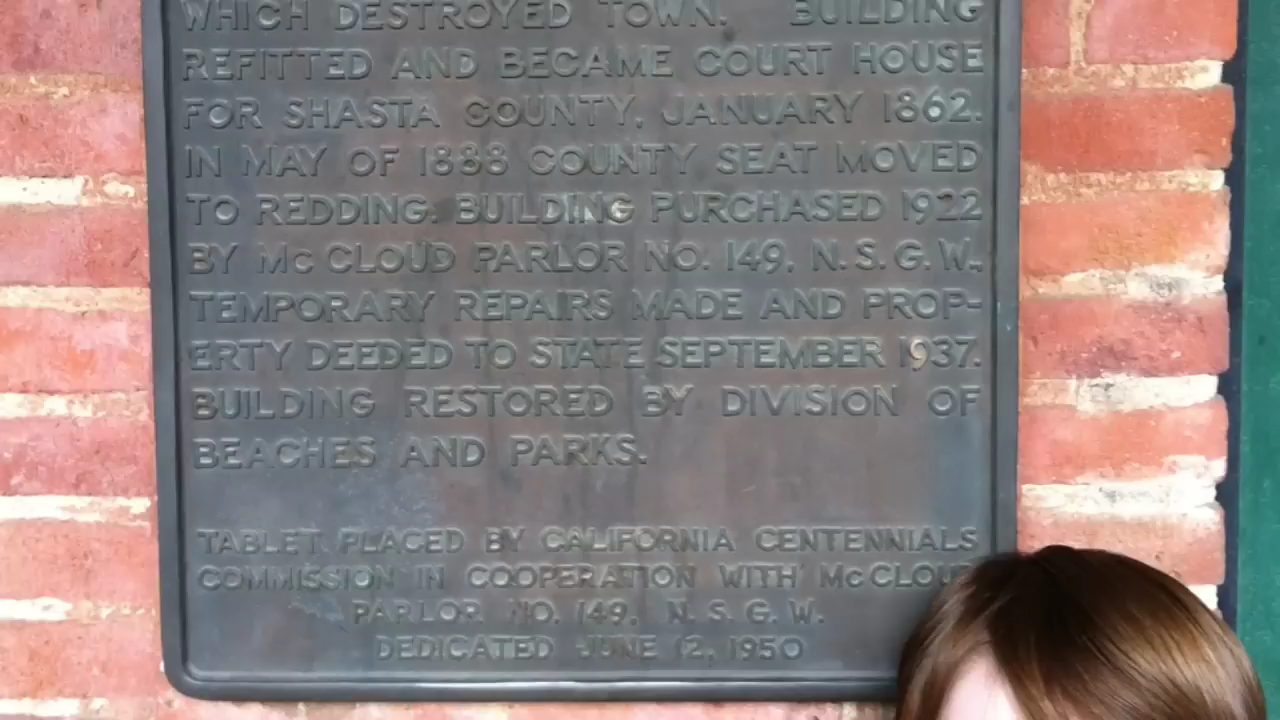 WHICH DESTROYED TOWN. BUILDING
REFITTED AND BECAME COURT HOUSE
FOR SHASTA COUNTY, JANUARY 1862.
IN MAY OF 1888 COUNTY SEAT MOVED
TO REDDING. BUILDING PURCHASED 1922
BY Mc CLOUD PARLOR NO. 149, N. S. G. W.,
TEMPORARY REPAIRS MADE AND PROP-
ERTY DEEDED TO STATE SEPTEMBER 1937.
BUILDING RESTORED BY DIVISION OF
BEACHES AND PARKS.
TABLET PLACED BY CALIFORNIA CENTENNIALS
COMMISSION IN COOPERATION WITH McCLOUD
PARLOR NO. 149, N. S. G. W.
DEDICATED JUNE 12, 1950